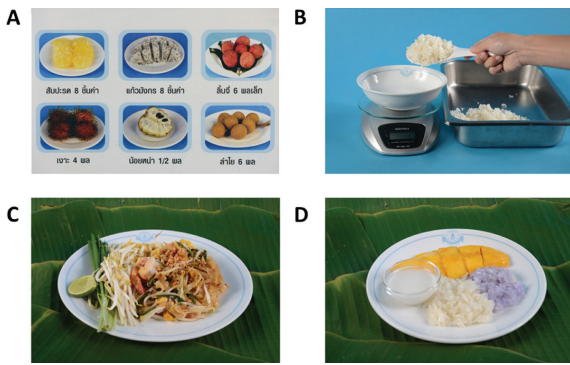 A
B
สับปะรด 8 ชิ้นคำ
แก้วมังกร 8 ชิ้นคำ
ลิ้นจี่ 6 ผลเล็ก
เงาะ 4 ผล
น้อยหน่า 1/2 ผล
ลำไย 6 ผล
C
D